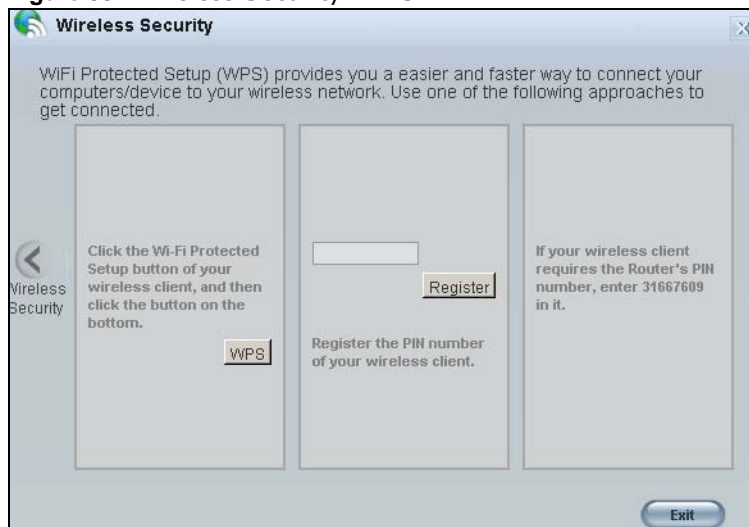 Wireless Security
WiFi Protected Setup (WPS) provides you a easier and faster way to connect your
computers/device to your wireless network. Use one of the following approaches to
get connected.
Click the Wi-Fi Protected
Setup button of your
wireless client, and then
click the button on the
bottom.
WPS
Register
Register the PIN number
of your wireless client.
If your wireless client
requires the Router's PIN
number, enter 31667609
in it.
Wireless
Security
Exit